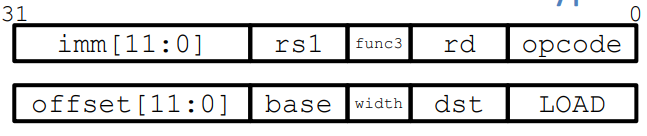 31 0
imm[11:0] rs1 func3 rd opcode
offset[11:0] base width dst LOAD